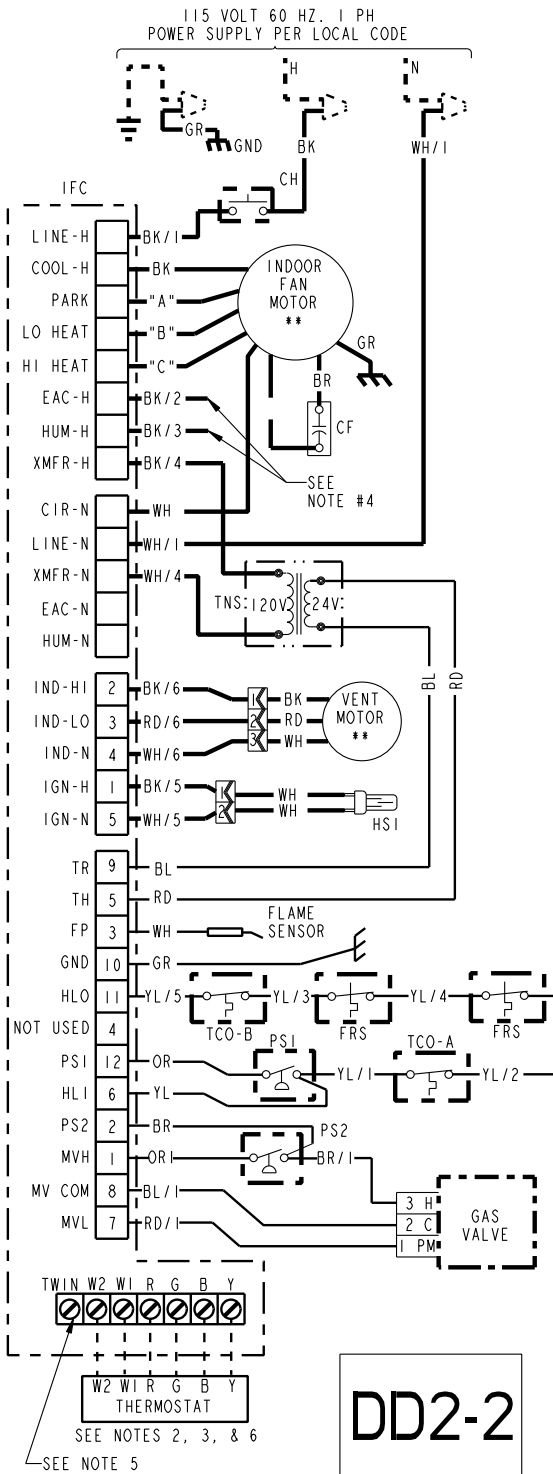 115 VOLT 60 HZ. 1 PH
POWER SUPPLY PER LOCAL CODE
H
N
GR
GND
BK
WH/1
IFC
CH
LINE-H
BK/1
COOL-H
BK
PARK
"A"
LO HEAT
"B"
HI HEAT
"C"
EAC-H
BK/2
HUM-H
BK/3
XMFR-H
BK/4
INDOOR
FAN
MOTOR
**
GR
BR
CF
SEE
NOTE #4
CIR-N
WH
LINE-N
WH/1
XMFR-N
WH/4
EAC-N
HUM-N
TNS:
120V
24V
BL
RD
IND-HI 2 BK/6 1 BK
IND-LO 3 RD/6 2 RD
IND-N 4 WH/6 3 WH
VENT
MOTOR
**
IGN-H 1 BK/5 1 WH
IGN-N 5 WH/5 2 WH
HSI
TR 9 BL
TH 5 RD
FP 3 WH
FLAME
SENSOR
GND 10 GR
HLO 11 YL/5 YL/3 YL/4
TCO-B
FRS
FRS
NOT USED 4
PS1
TCO-A
PS1 12 OR YL/1 YL/2
HLI 6 YL
PS2 2 BR
PS2
MVH 1 OR1 BR/1
MV COM 8 BL/1
MVL 7 RD/1
3 H
2 C
1 PM
GAS
VALVE
TWIN W2 W1 R G B Y
W2 W1 R G B Y
THERMOSTAT
SEE NOTES 2, 3, & 6
SEE NOTE 5
DD2-2